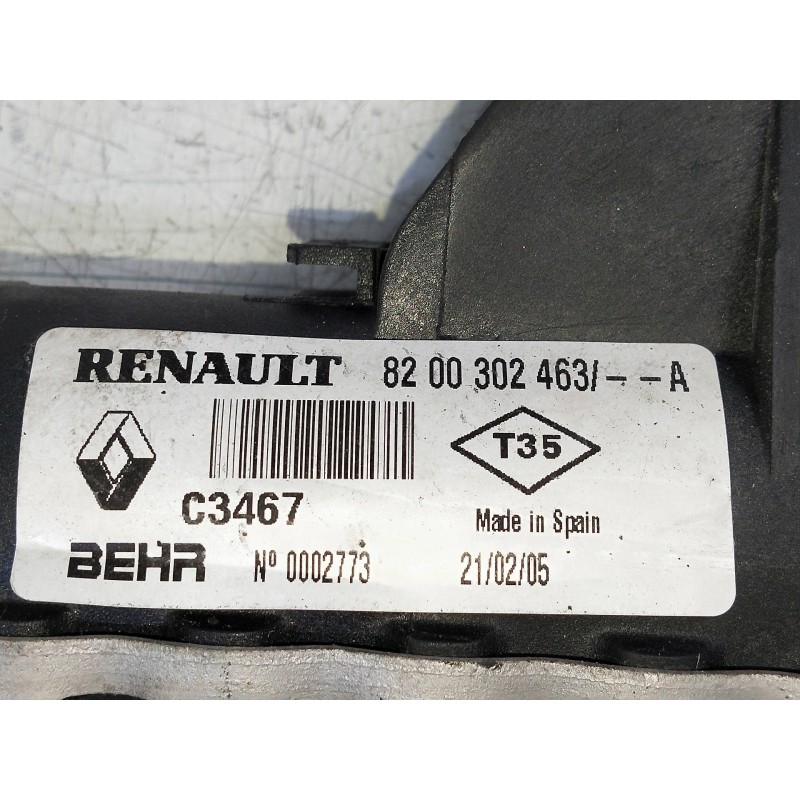 RENAULT 82 00 302 463/--A
T35
C3467
Made in Spain
BEHR Nº 0002773 21/02/05